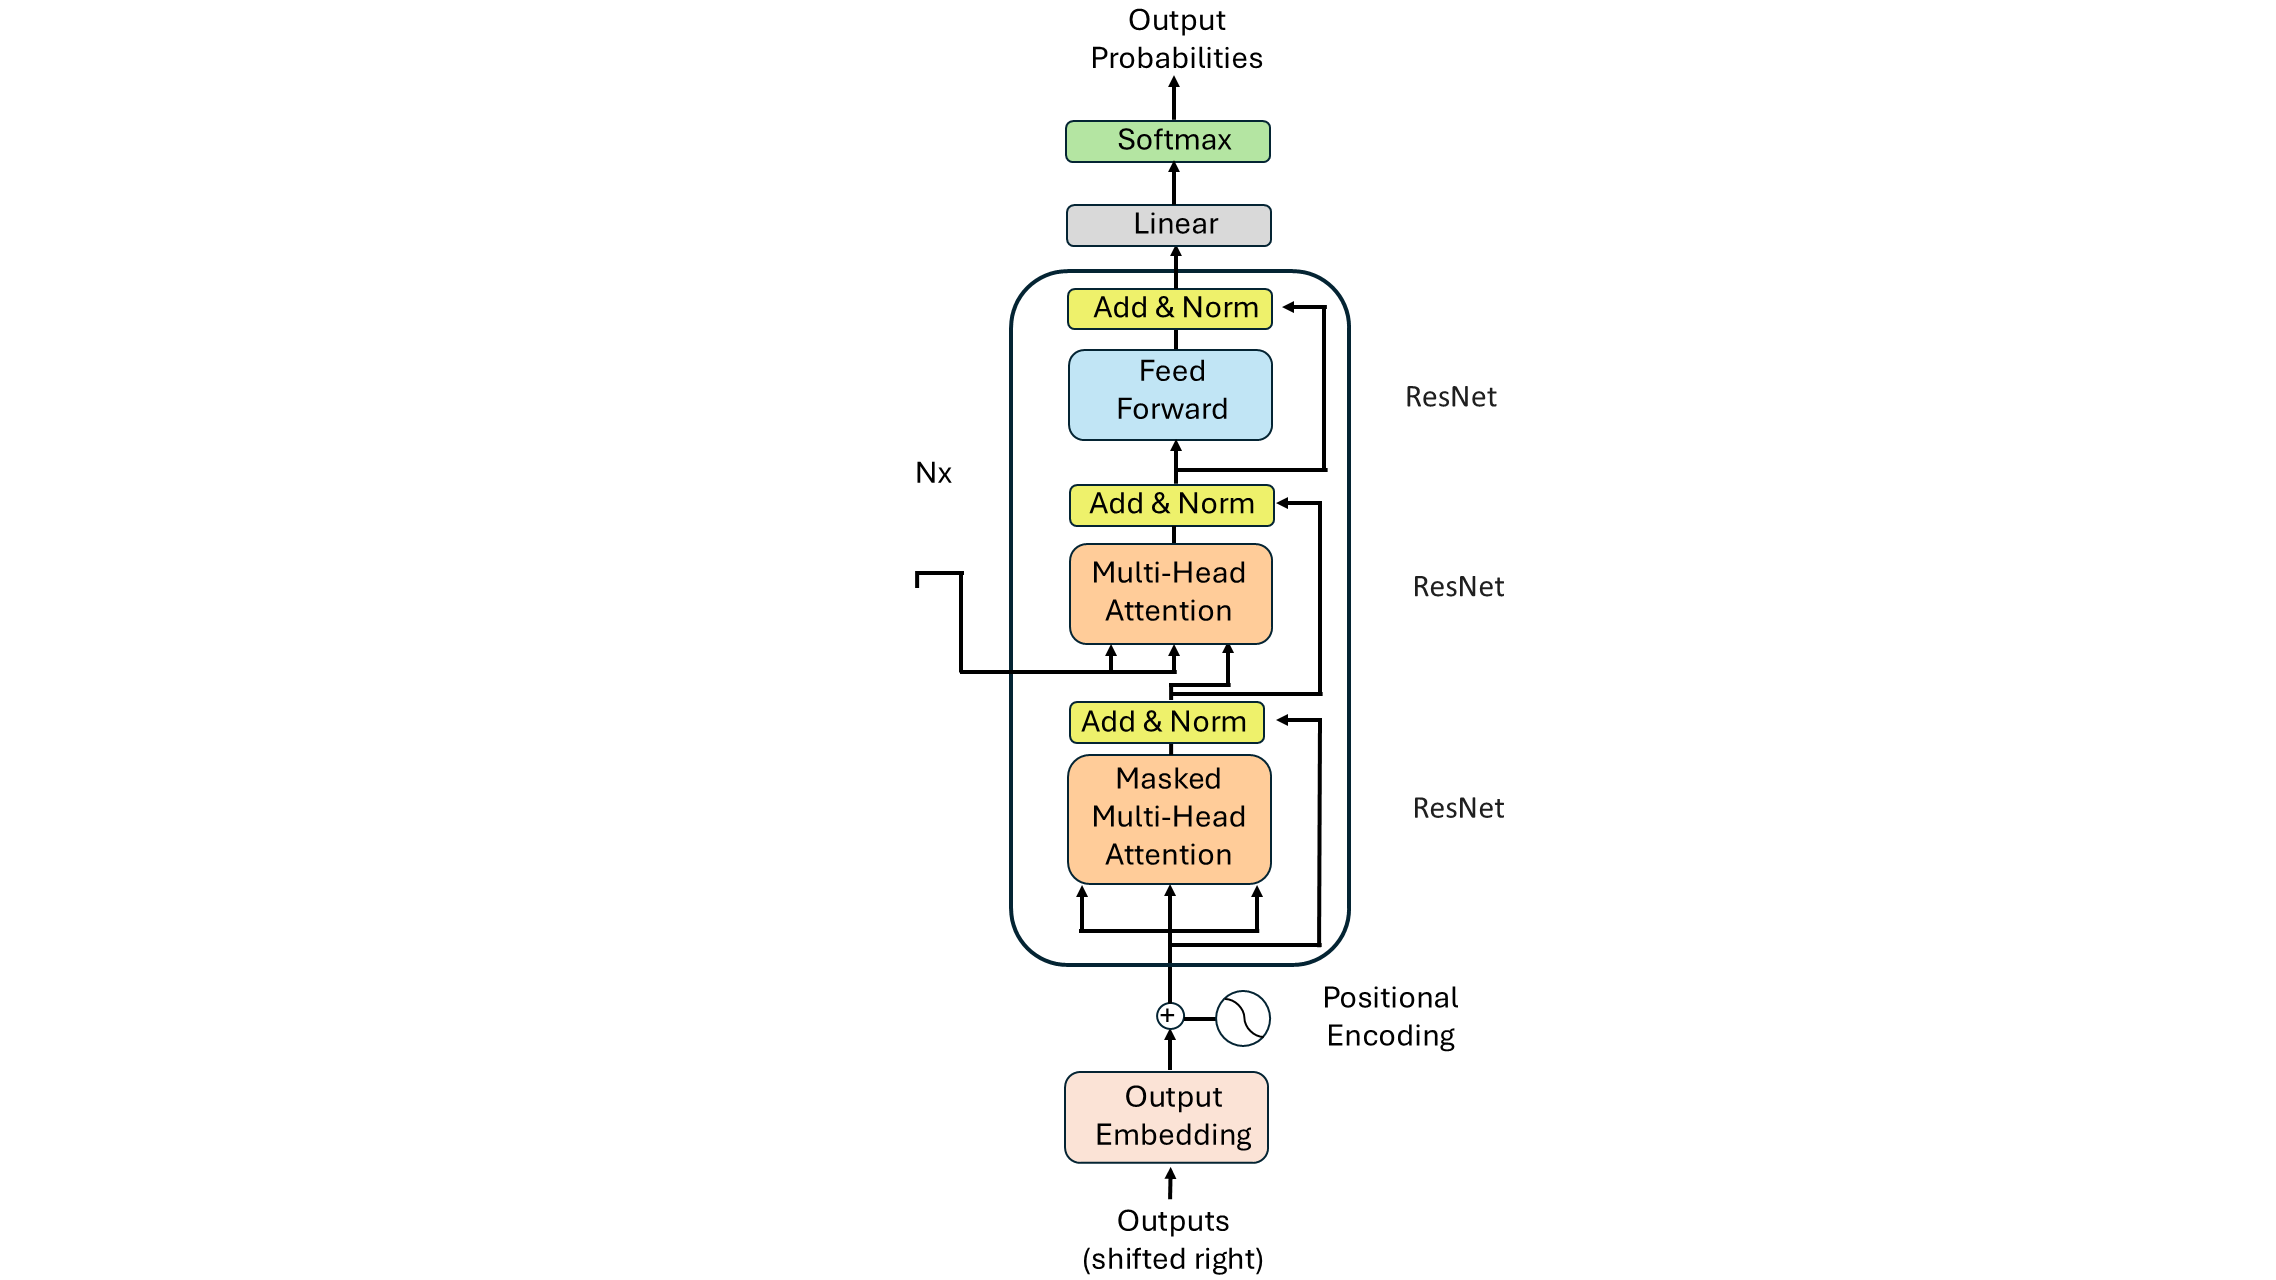 Output
Probabilities
Softmax
Linear
Add & Norm
Feed
Forward
ResNet
Nx
Add & Norm
Multi-Head
Attention
ResNet
Add & Norm
Masked
Multi-Head
Attention
ResNet
+
Positional
Encoding
Output
Embedding
Outputs
(shifted right)